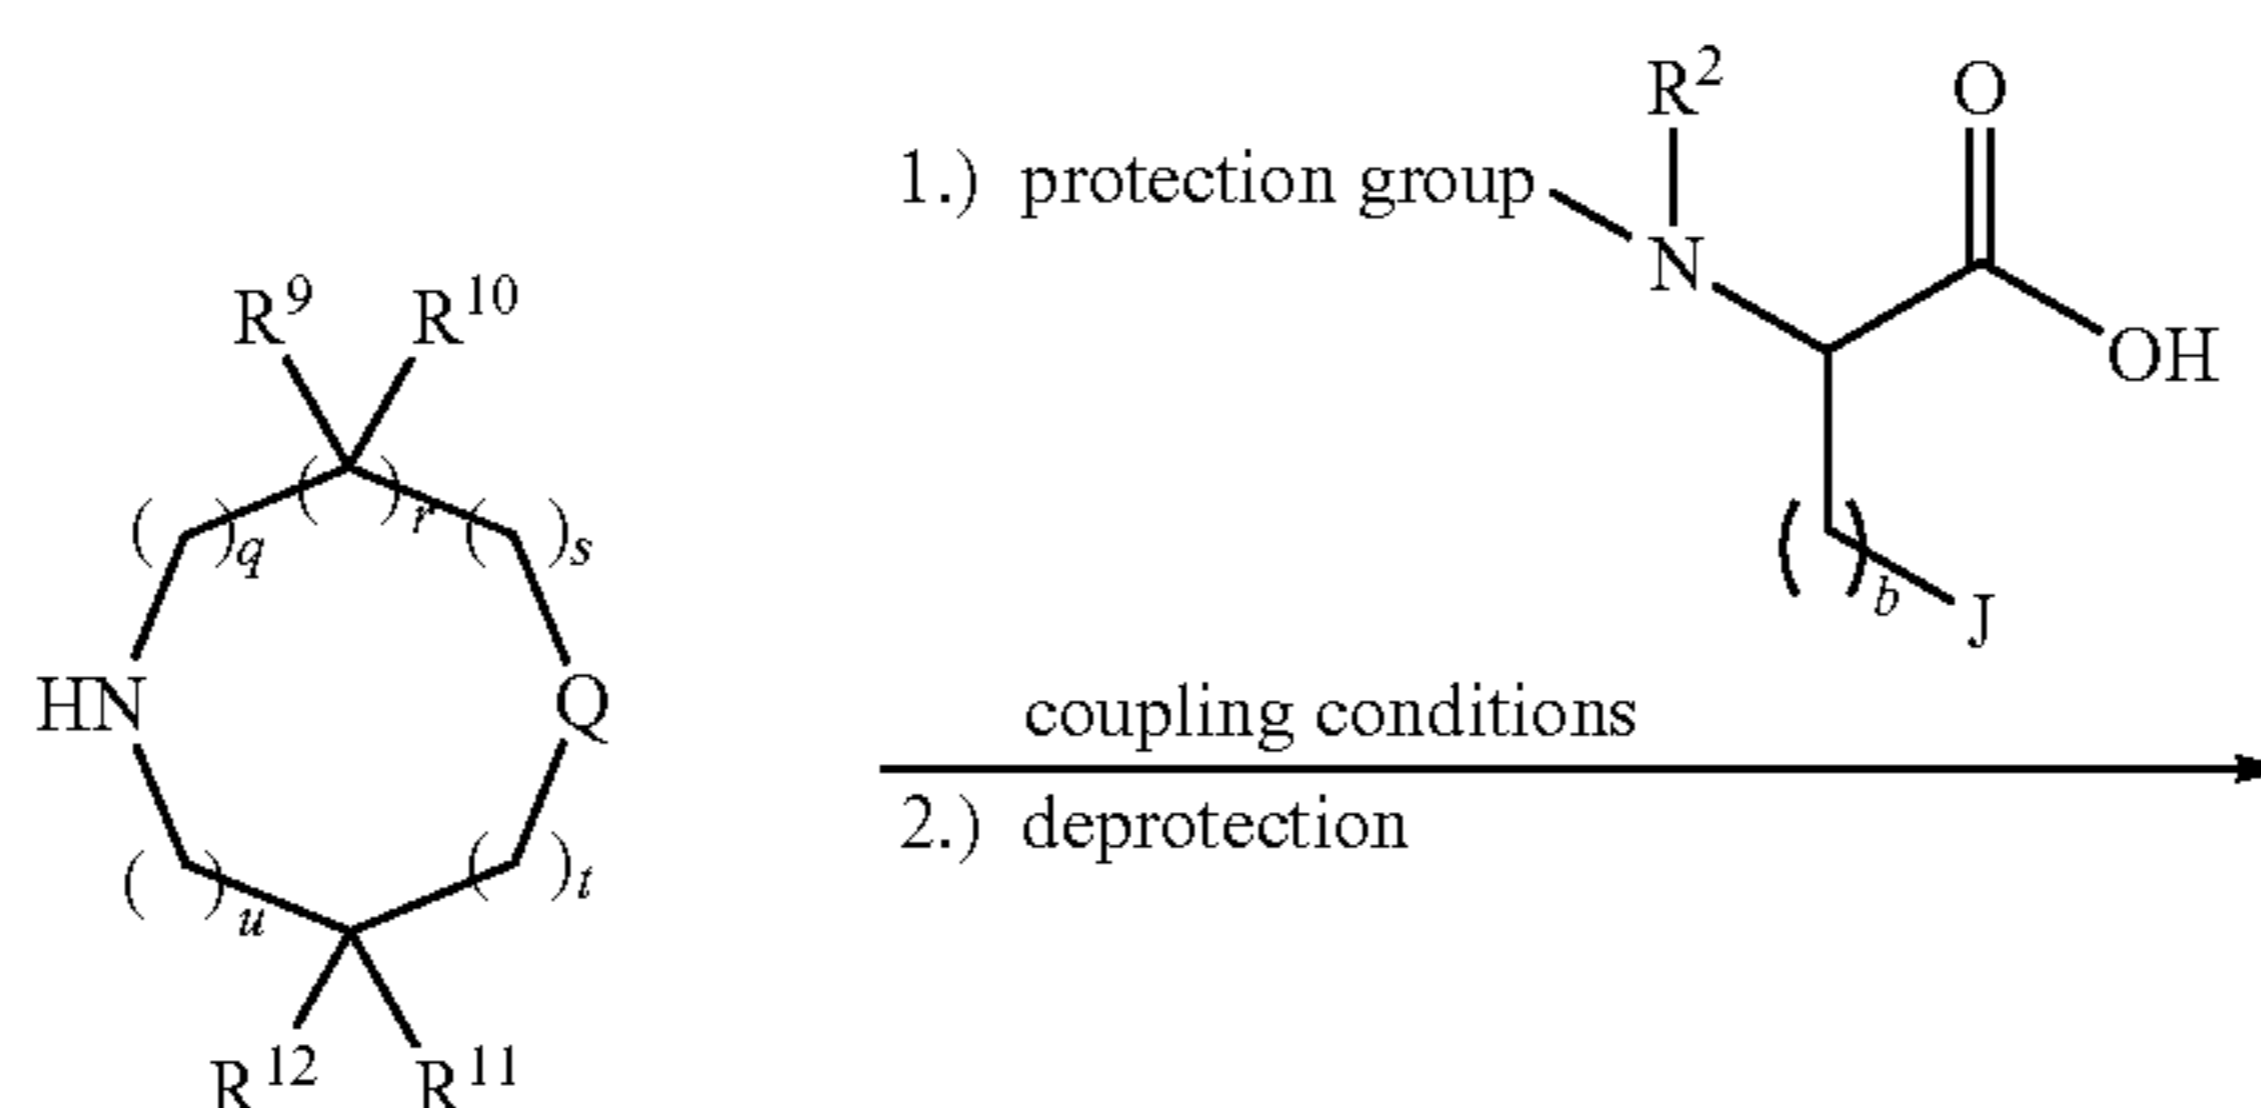 R²
O
1.) protection group
N
OH
R⁹ R¹⁰
( )q ( )r ( )s
( )b
J
HN
Q
coupling conditions
2.) deprotection
( )u ( )t
R¹² R¹¹